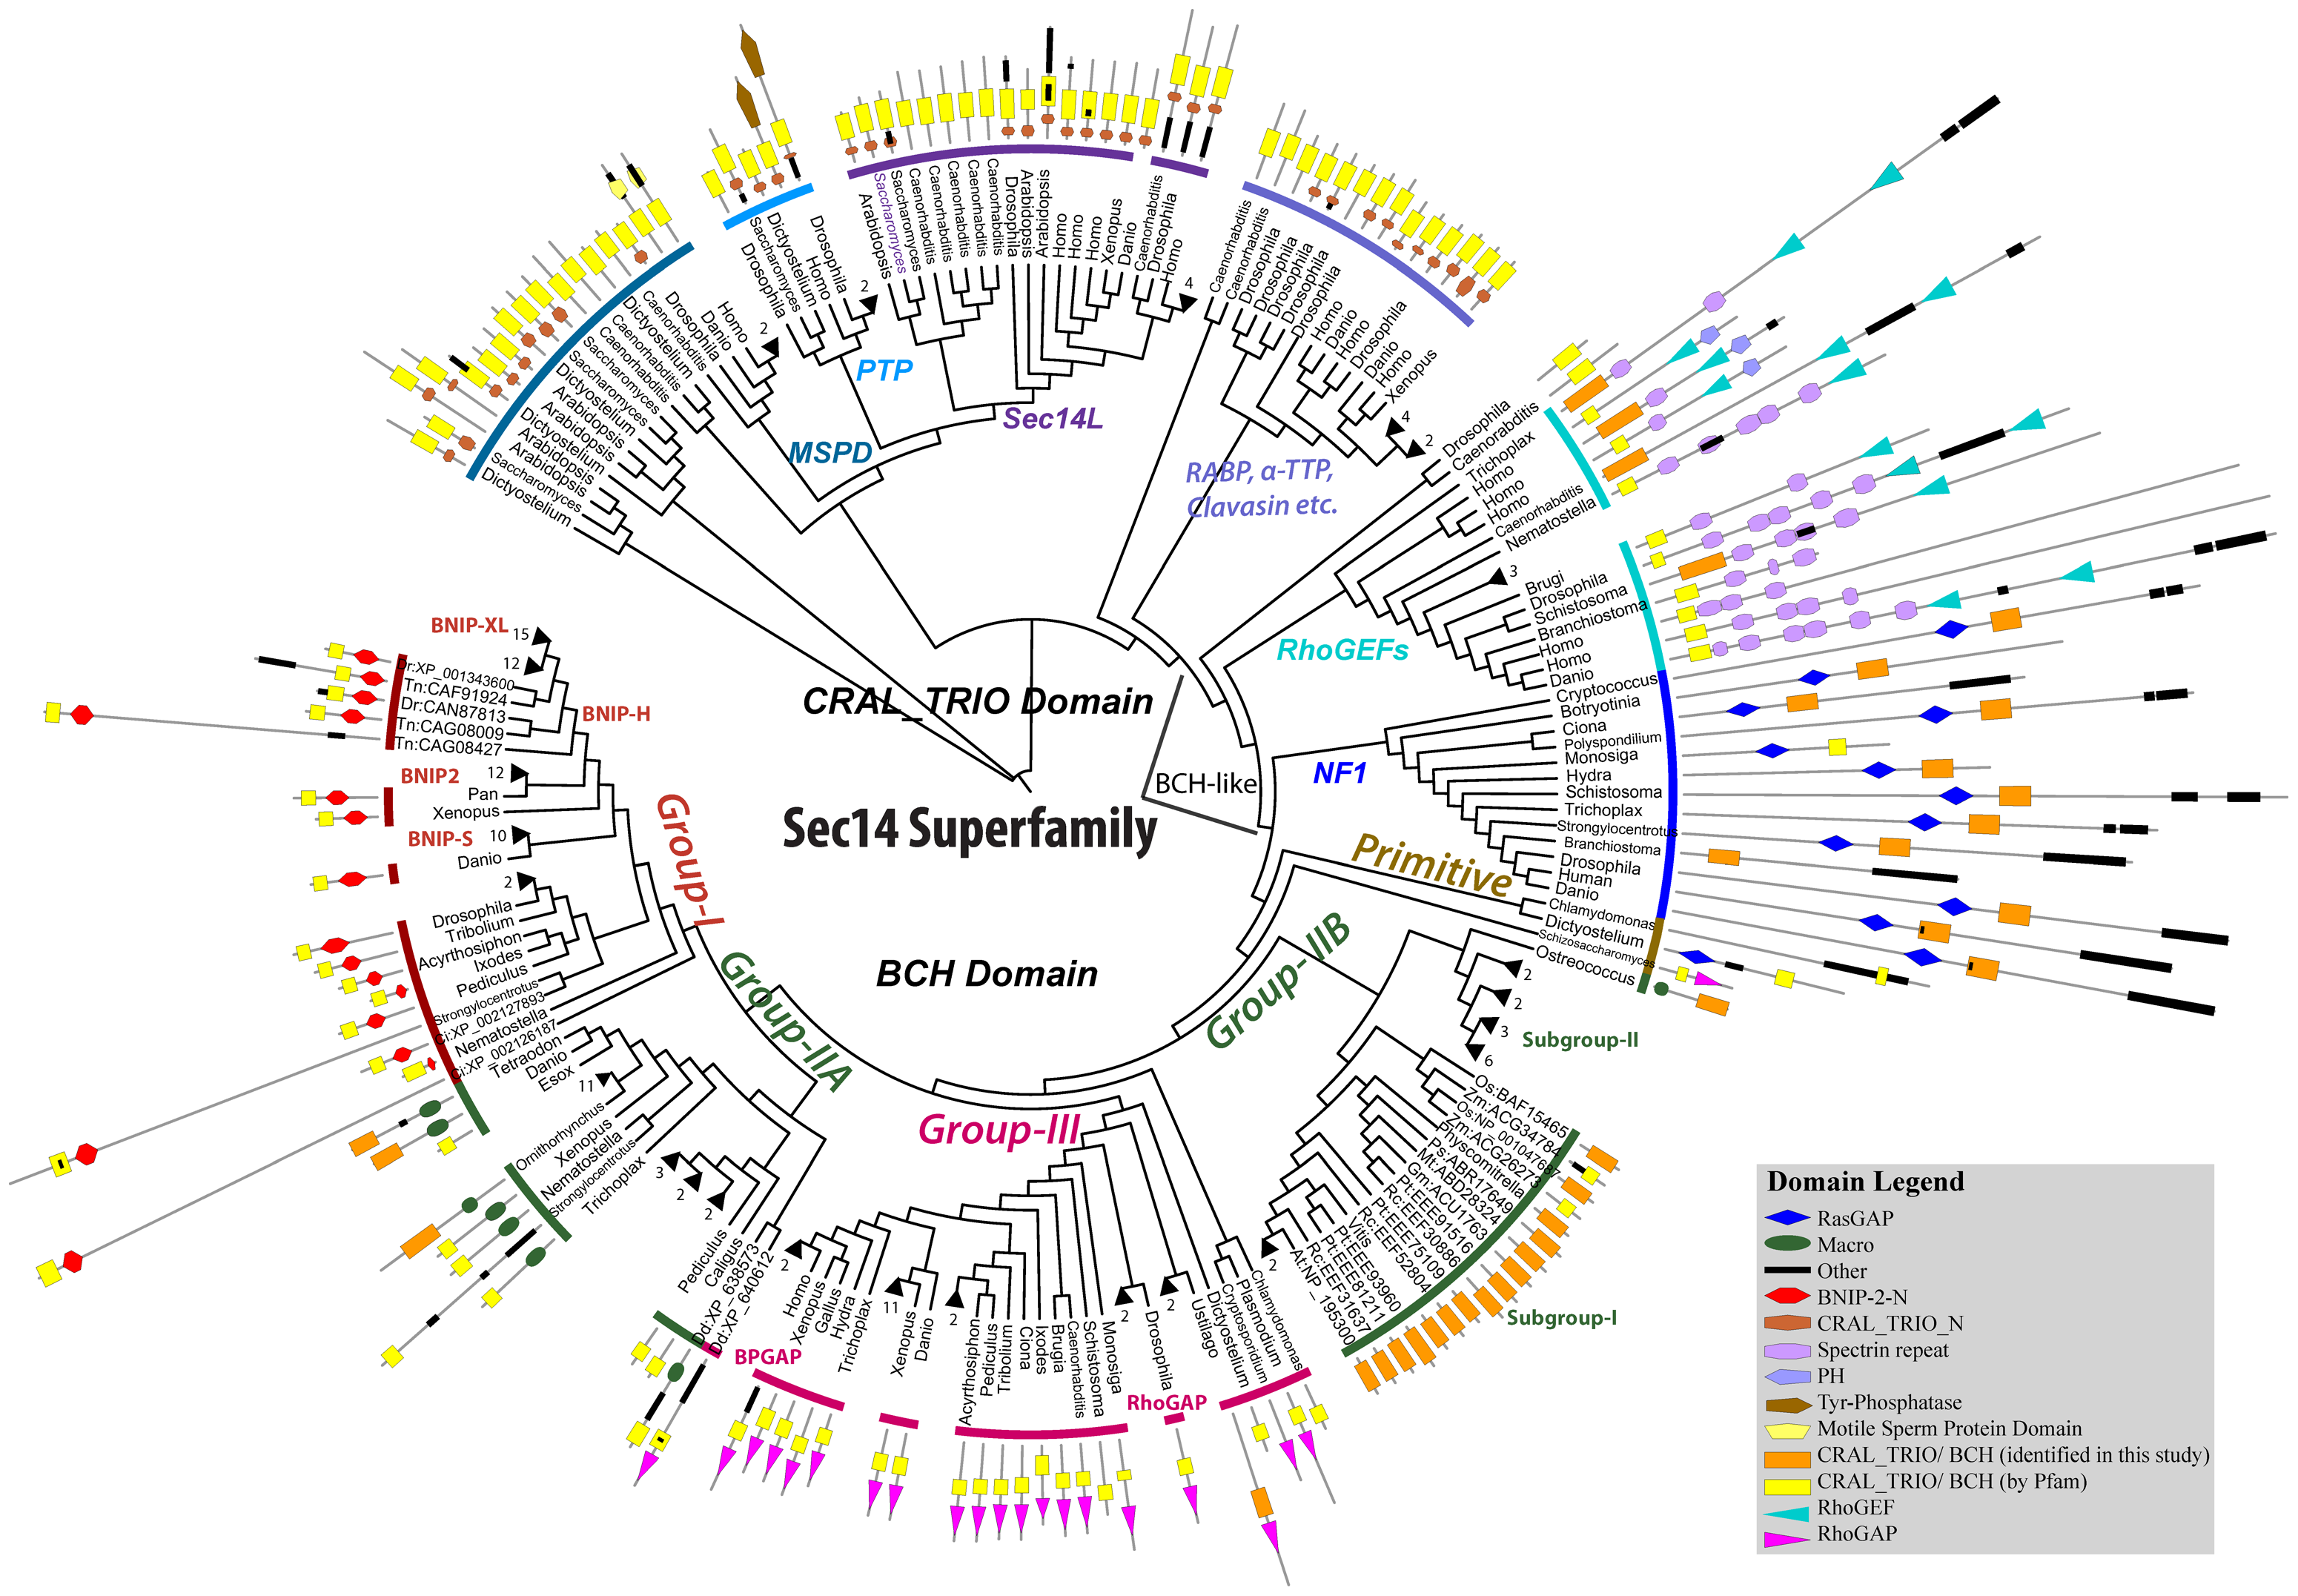 Sec14 Superfamily
CRAL_TRIO Domain
BCH Domain
BCH-like
MSPD
Dictyostelium
Saccharomyces
Arabidopsis
Arabidopsis
Dictyostelium
Arabidopsis
Arabidopsis
Dictyostelium
Saccharomyces
Saccharomyces
Caenorhabditis
Caenorhabditis
Dictyostelium
Caenorhabditis
Drosophila
Danio
Homo
2
PTP
Drosophila
Saccharomyces
Dictyostelium
Homo
Drosophila
2
Sec14L
Arabidopsis
Saccharomyces
Saccharomyces
Caenorhabditis
Caenorhabditis
Caenorhabditis
Caenorhabditis
Caenorhabditis
Drosophila
Arabidopsis
Arabidopsis
Homo
Homo
Homo
Xenopus
Danio
Caenorhabditis
Drosophila
Homo
4
RABP, α-TTP,
Clavasin etc.
Caenorhabditis
Caenorhabditis
Drosophila
Drosophila
Drosophila
Drosophila
Drosophila
Homo
Danio
Homo
Drosophila
Danio
Homo
Xenopus
4
2
RhoGEFs
Drosophila
Caenorabditis
Trichoplax
Homo
Homo
Homo
Caenorhabditis
Nematostella
3
Brugi
Drosophila
Schistosoma
Branchiostoma
Homo
Homo
Danio
NF1
Cryptococcus
Botryotinia
Ciona
Polyspondilium
Monosiga
Hydra
Schistosoma
Trichoplax
Strongylocentrotus
Branchiostoma
Drosophila
Human
Danio
Primitive
Chlamydomonas
Dictyostelium
Schizosaccharomyces
Ostreococcus
Group-IIB
2
2
3
6
Subgroup-II
Os:BAF15465
Zm:ACG34784
Os:NP_001047687
Zm:ACG26273
Physcomitrella
Ps:ABR17649
Mt:ABD28324
Gm:ACU1763
Pt:EEE91516
Rc:EEF30886
Pt:EEE75109
Rc:EEF52804
Vitis
Pt:EEE93960
Pt:EEE81211
Rc:EEF31637
At:NP_195300
2
Subgroup-I
Group-III
Chlamydomonas
Plasmodium
Cryptosporidium
Dictyostelium
Ustilago
2
RhoGAP
Drosophila
2
Monosiga
Schistosoma
Caenorhabditis
Brugia
Ixodes
Ciona
Tribolium
Pediculus
Acyrthosiphon
2
Danio
Xenopus
11
Trichoplax
Hydra
Gallus
Xenopus
Homo
2
BPGAP
Group-IIA
Dd:XP_640612
Dd:XP_638573
Caligus
Pediculus
2
2
3
Trichoplax
Strongylocentrotus
Nematostella
Xenopus
Ornithorhynchus
11
Esox
Danio
Tetraodon
Group-I
Ci:XP_002126187
Nematostella
Ci:XP_002127893
Strongylocentrotus
Pediculus
Ixodes
Acyrthosiphon
Tribolium
Drosophila
2
Danio
10
BNIP-S
Xenopus
Pan
12
BNIP2
Tn:CAG08427
Tn:CAG08009
Dr:CAN87813
Tn:CAF91924
Dr:XP_001343600
BNIP-H
12
15
BNIP-XL
Domain Legend
RasGAP
Macro
Other
BNIP-2-N
CRAL_TRIO_N
Spectrin repeat
PH
Tyr-Phosphatase
Motile Sperm Protein Domain
CRAL_TRIO/ BCH (identified in this study)
CRAL_TRIO/ BCH (by Pfam)
RhoGEF
RhoGAP